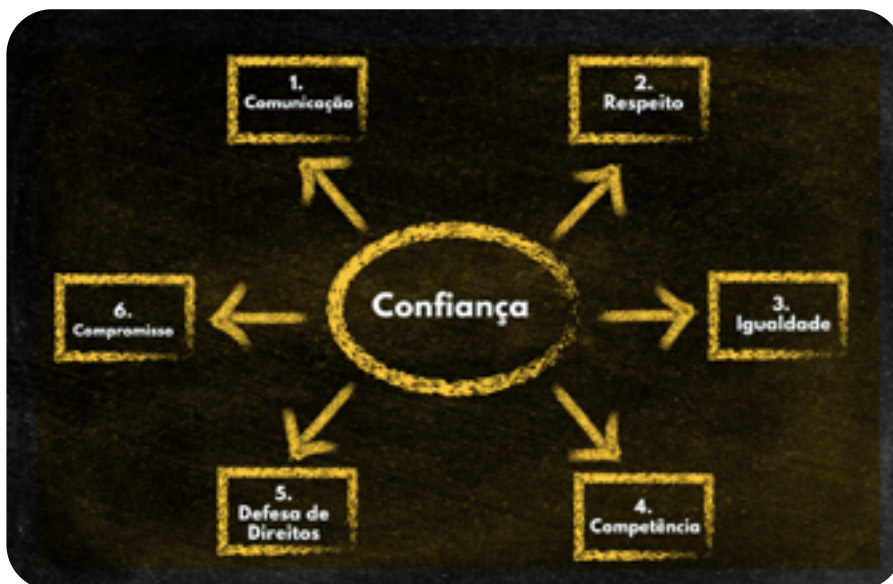 1.
Comunicação
2.
Respeito
Confiança
3.
Igualdade
6.
Compromisso
5.
Defesa de
Direitos
4.
Competência